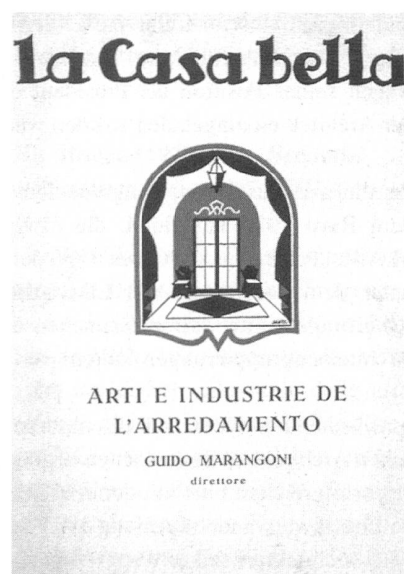 la Casa bella
ARTI E INDUSTRIE DE
L'ARREDAMENTO
GUIDO MARANGONI
direttore